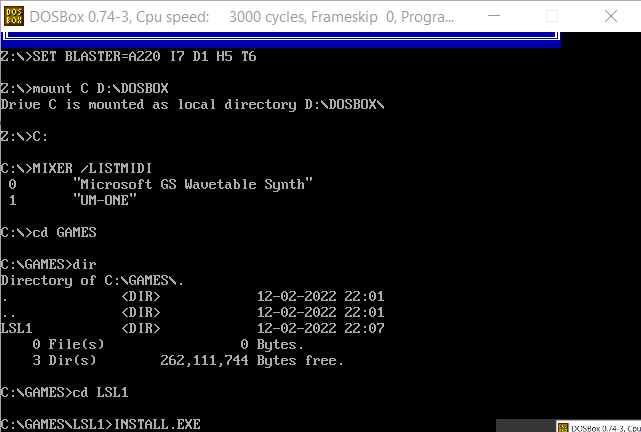 DOS BOX DOSBox 0.74-3, Cpu speed: 3000 cycles, Frameskip 0, Progra...
Z:\>SET BLASTER=A220 I7 D1 H5 T6
Z:\>mount C D:\DOSBOX
Drive C is mounted as local directory D:\DOSBOX\
Z:\>C:
C:\>MIXER /LISTMIDI
0 "Microsoft GS Wavetable Synth"
1 "UM-ONE"
C:\>cd GAMES
C:\GAMES>dir
Directory of C:\GAMES\.
. <DIR> 12-02-2022 22:01
.. <DIR> 12-02-2022 22:01
LSL1 <DIR> 12-02-2022 22:07
0 File(s) 0 Bytes.
3 Dir(s) 262,111,744 Bytes free.
C:\GAMES>cd LSL1
C:\GAMES\LSL1>INSTALL.EXE
DOSBox 0.74-3, Cpu